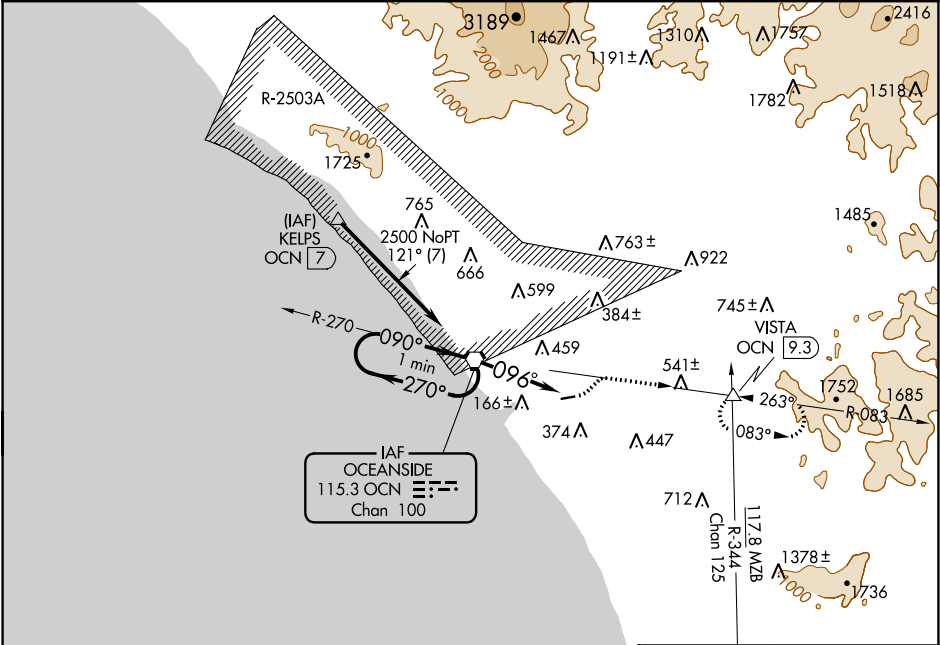 3189
2416
1467
1310
1757
1191±
2000
1000
1782
1518
R-2503A
1000
1725
765
1485
(IAF)
KELPS
OCN 7
2500 NoPT
121° (7)
666
763±
922
599
384±
745±
VISTA
OCN 9.3
R-270
090°
1 min
270°
459
096°
541±
166±
263°
1752
1685
R-083
083°
374
447
IAF
OCEANSIDE
115.3 OCN
Chan 100
712
117.8 MZB
R-344
Chan 125
1378±
1000
1736